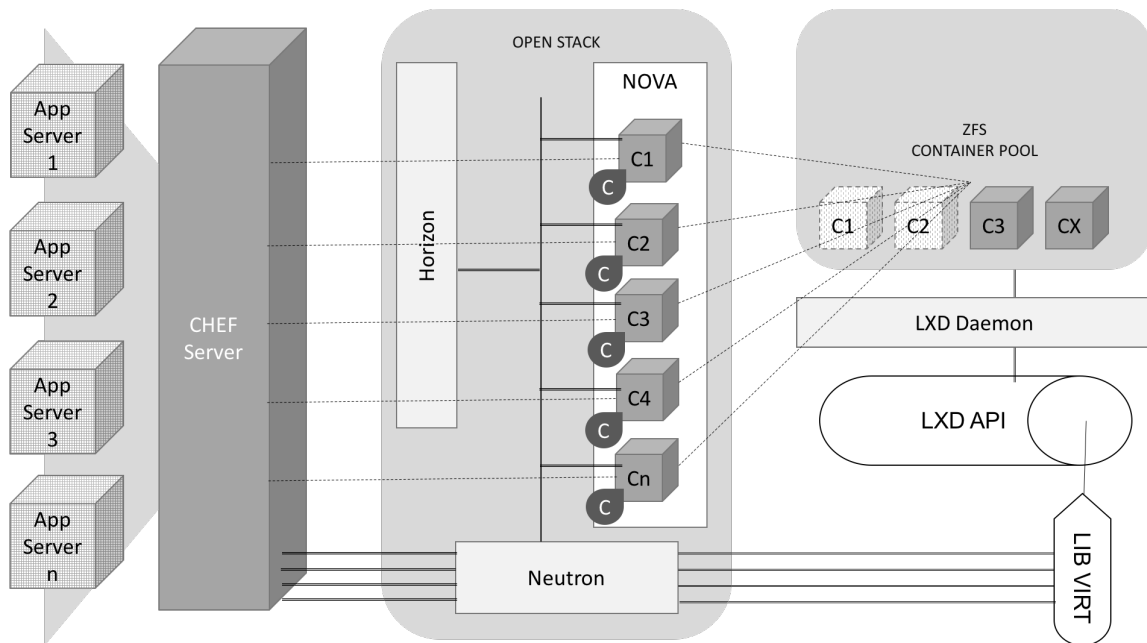 App
Server
1
App
Server
2
App
Server
3
App
Server
n
CHEF
Server
OPEN STACK
Horizon
NOVA
C1
C
C2
C
C3
C
C4
C
Cn
C
Neutron
ZFS
CONTAINER POOL
C1
C2
C3
CX
LXD Daemon
LXD API
LIB VIRT